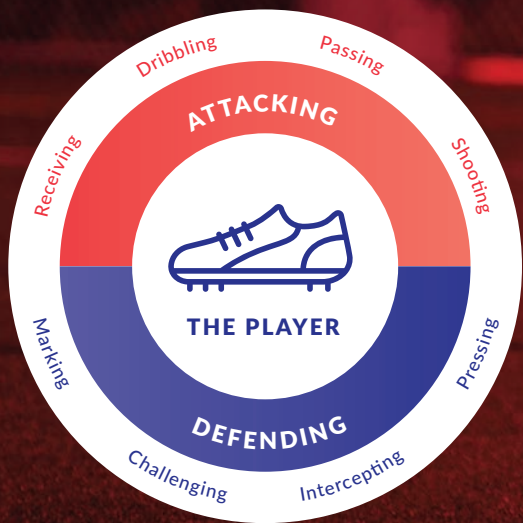 Receiving
Dribbling
Passing
Shooting
ATTACKING
THE PLAYER
DEFENDING
Marking
Challenging
Intercepting
Pressing